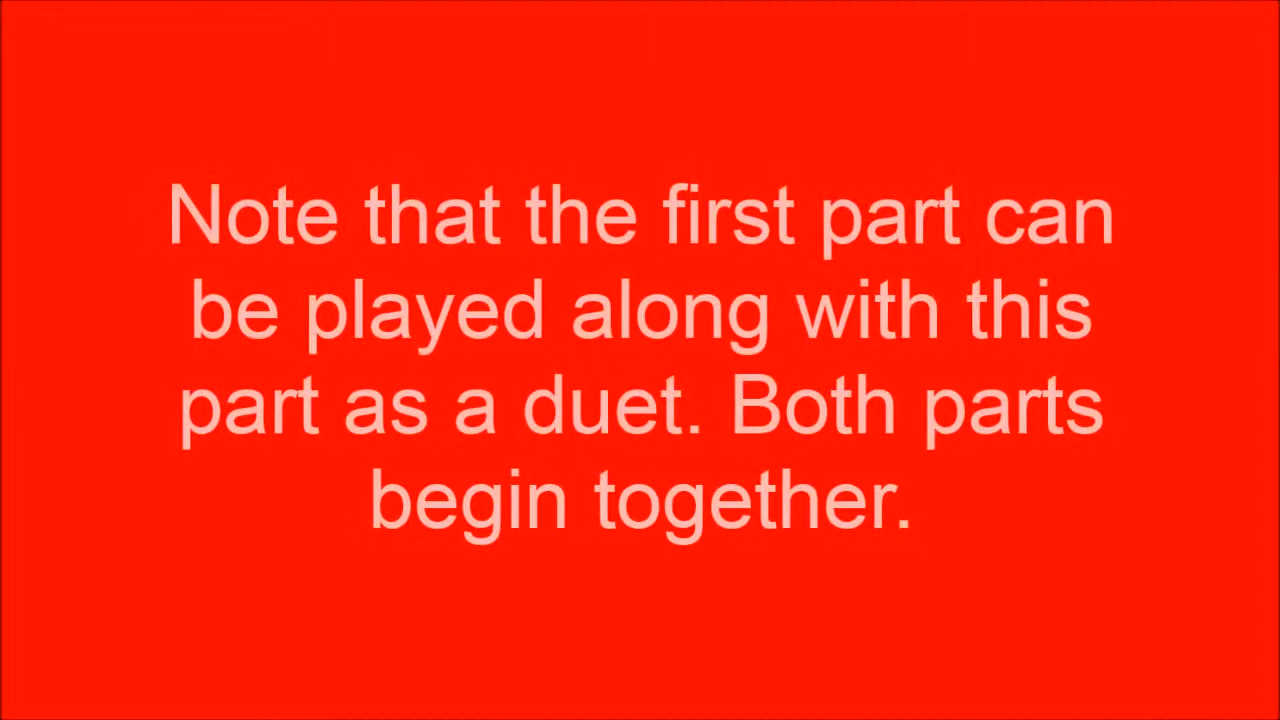 Note that the first part can
be played along with this
part as a duet. Both parts
begin together.